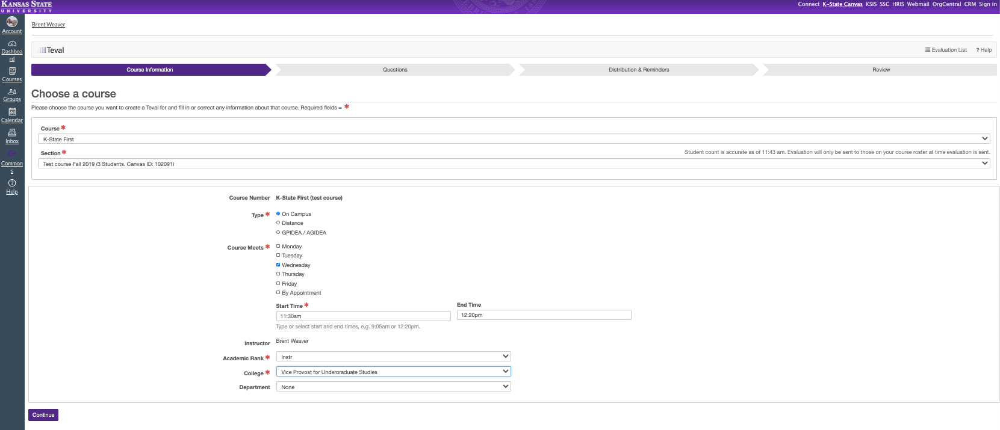 KANSAS STATE
UNIVERSITY
Connect K-State Canvas KSIS SSC HRIS Webmail OrgCentral CRM Sign in
Account
Dashboa
rd
Courses
Groups
Calendar
Inbox
Common
s
Help
Brent Weaver
Teval
Evaluation List ? Help
Course Information Questions Distribution & Reminders Review
Choose a course
Please choose the course you want to create a Teval for and fill in or correct any information about that course. Required fields = *
Course *
K-State First
Section *
Student count is accurate as of 11:43 am. Evaluation will only be sent to those on your course roster at time evaluation is sent.
Test course Fall 2019 (3 Students, Canvas ID: 102091)
Course Number K-State First (test course)
Type * On Campus
Distance
GPIDEA / AGIDEA
Course Meets * Monday
Tuesday
Wednesday
Thursday
Friday
By Appointment
Start Time * End Time
11:30am 12:20pm
Type or select start and end times, e.g. 9:05am or 12:20pm.
Instructor Brent Weaver
Academic Rank * Instr
College * Vice Provost for Undergraduate Studies
Department None
Continue